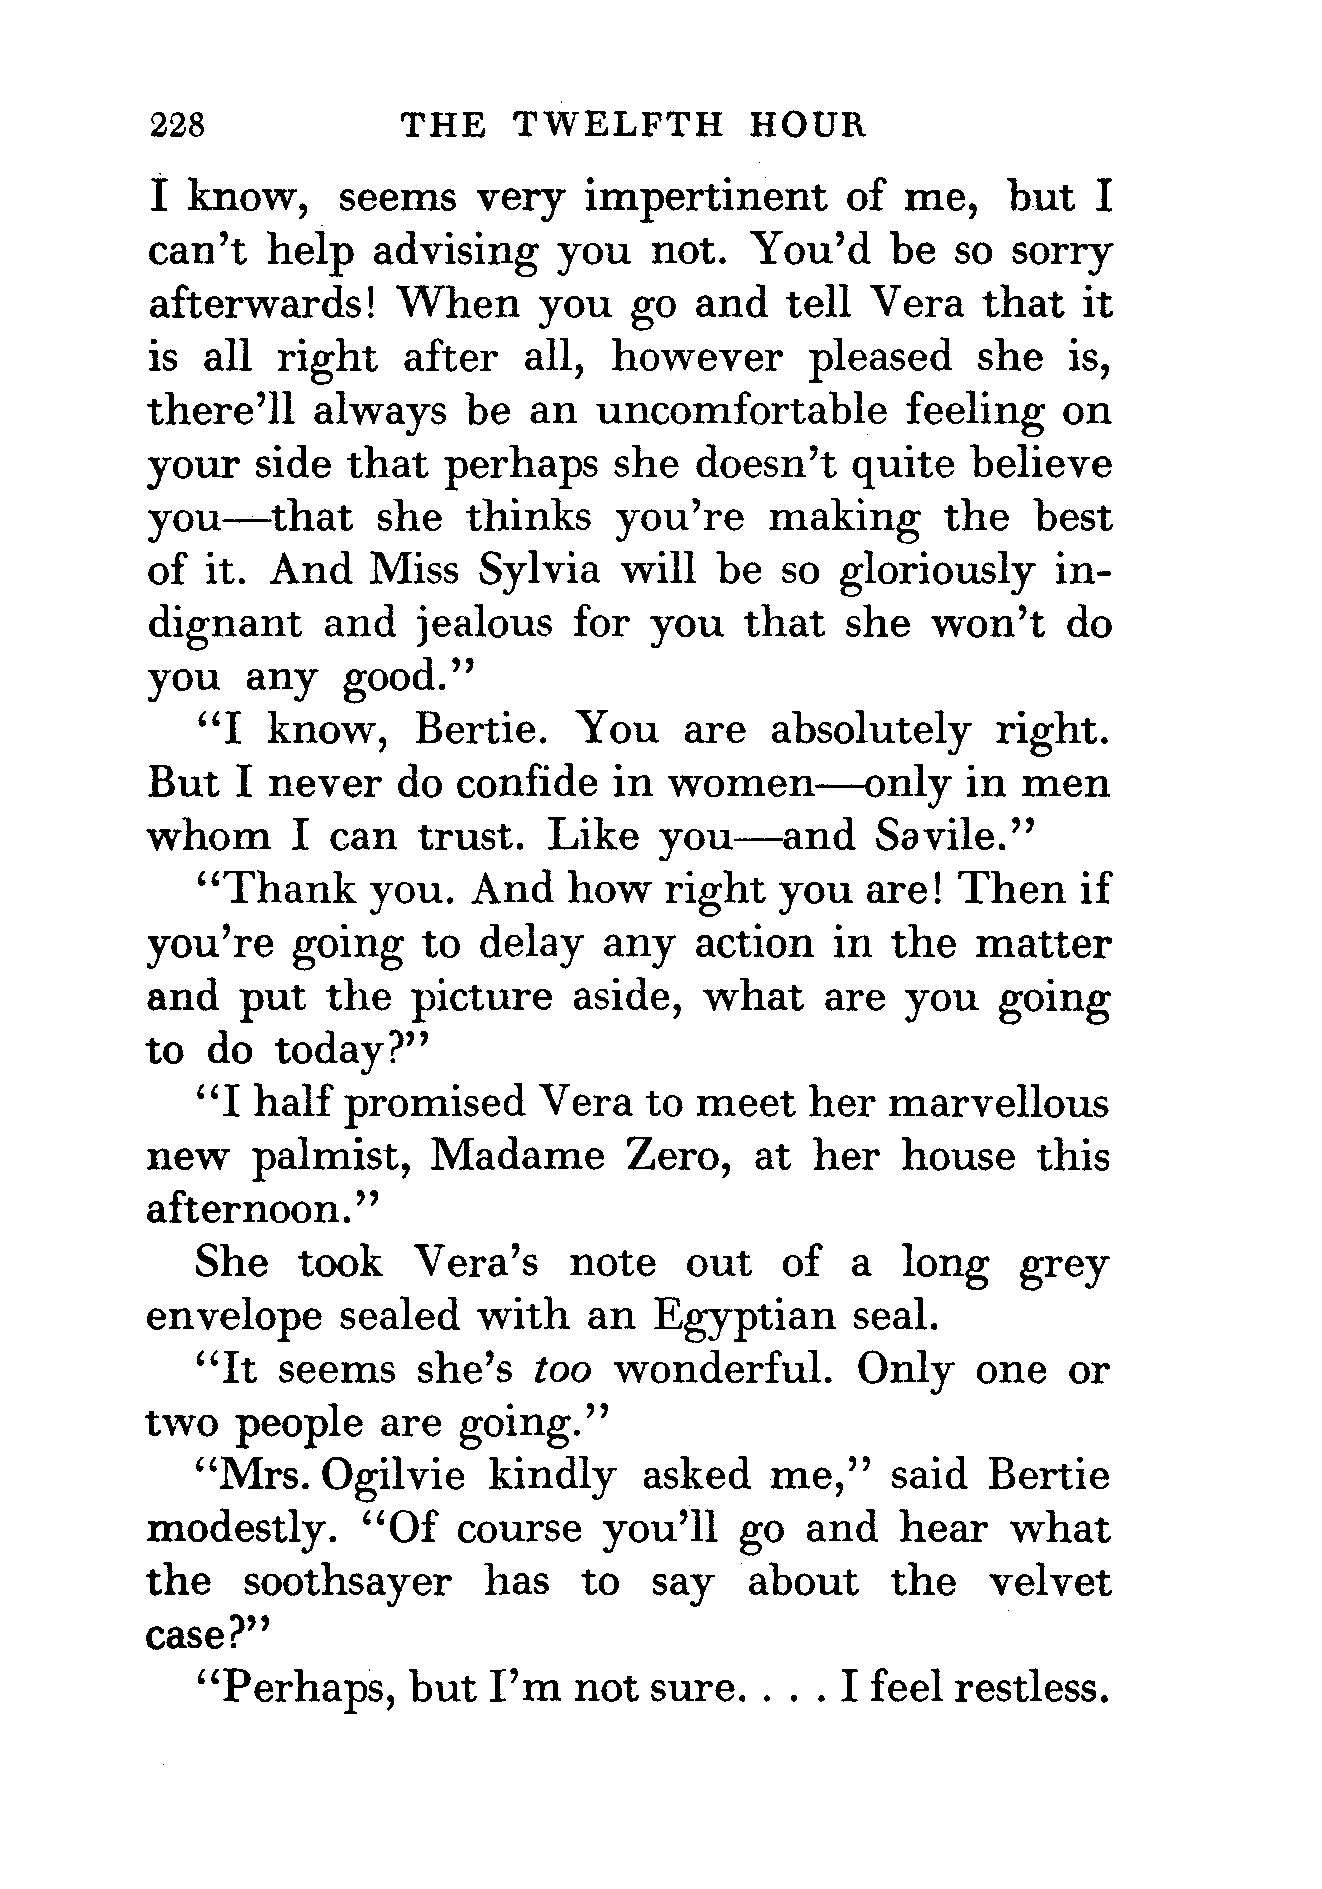 228 THE TWELFTH HOUR
I know, seems very impertinent of me, but I
can't help advising you not. You'd be so sorry
afterwards! When you go and tell Vera that it
is all right after all, however pleased she is,
there'll always be an uncomfortable feeling on
your side that perhaps she doesn't quite believe
you—that she thinks you're making the best
of it. And Miss Sylvia will be so gloriously in-
dignant and jealous for you that she won't do
you any good."
"I know, Bertie. You are absolutely right.
But I never do confide in women—only in men
whom I can trust. Like you—and Savile."
"Thank you. And how right you are! Then if
you're going to delay any action in the matter
and put the picture aside, what are you going
to do today?"
"I half promised Vera to meet her marvellous
new palmist, Madame Zero, at her house this
afternoon."
She took Vera's note out of a long grey
envelope sealed with an Egyptian seal.
"It seems she's too wonderful. Only one or
two people are going."
"Mrs. Ogilvie kindly asked me," said Bertie
modestly. "Of course you'll go and hear what
the soothsayer has to say about the velvet
case?"
"Perhaps, but I'm not sure. . . . I feel restless.